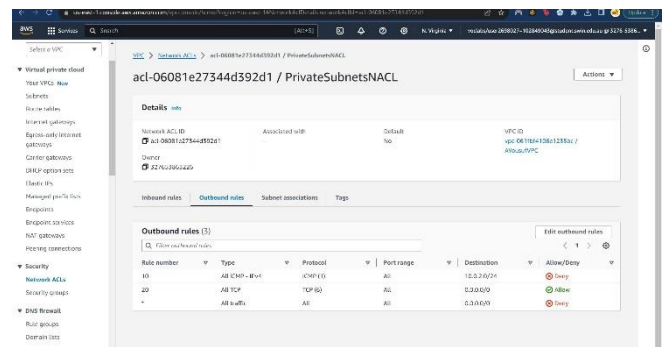 aws Services Search [Alt+S] N. Virginia
Select a VPC
Virtual private cloud
Your VPCs New
Subnets
Route tables
Internet gateways
Egress-only internet
gateways
Carrier gateways
DHCP option sets
Elastic IPs
Managed prefix lists
Endpoints
Endpoint services
NAT gateways
Peering connections
Security
Network ACLs
Security groups
DNS firewall
Rule groups
Domain lists
VPC > Network ACLs > acl-06081e27344d392d1 / PrivateSubnetsNACL
acl-06081e27344d392d1 / PrivateSubnetsNACL
Actions
Details Info
Network ACL ID Associated with Default VPC ID
acl-06081e27344d392d1 – No
AYousufVPC
Owner
Inbound rules Outbound rules Subnet associations Tags
Outbound rules (3) Edit outbound rules
Filter outbound rules 1
Rule number Type Protocol Port range Destination Allow/Deny
10 All ICMP - IPv4 ICMP (1) All 10.0.2.0/24 Deny
20 All TCP TCP (6) All 0.0.0.0/0 Allow
* All traffic All All 0.0.0.0/0 Deny